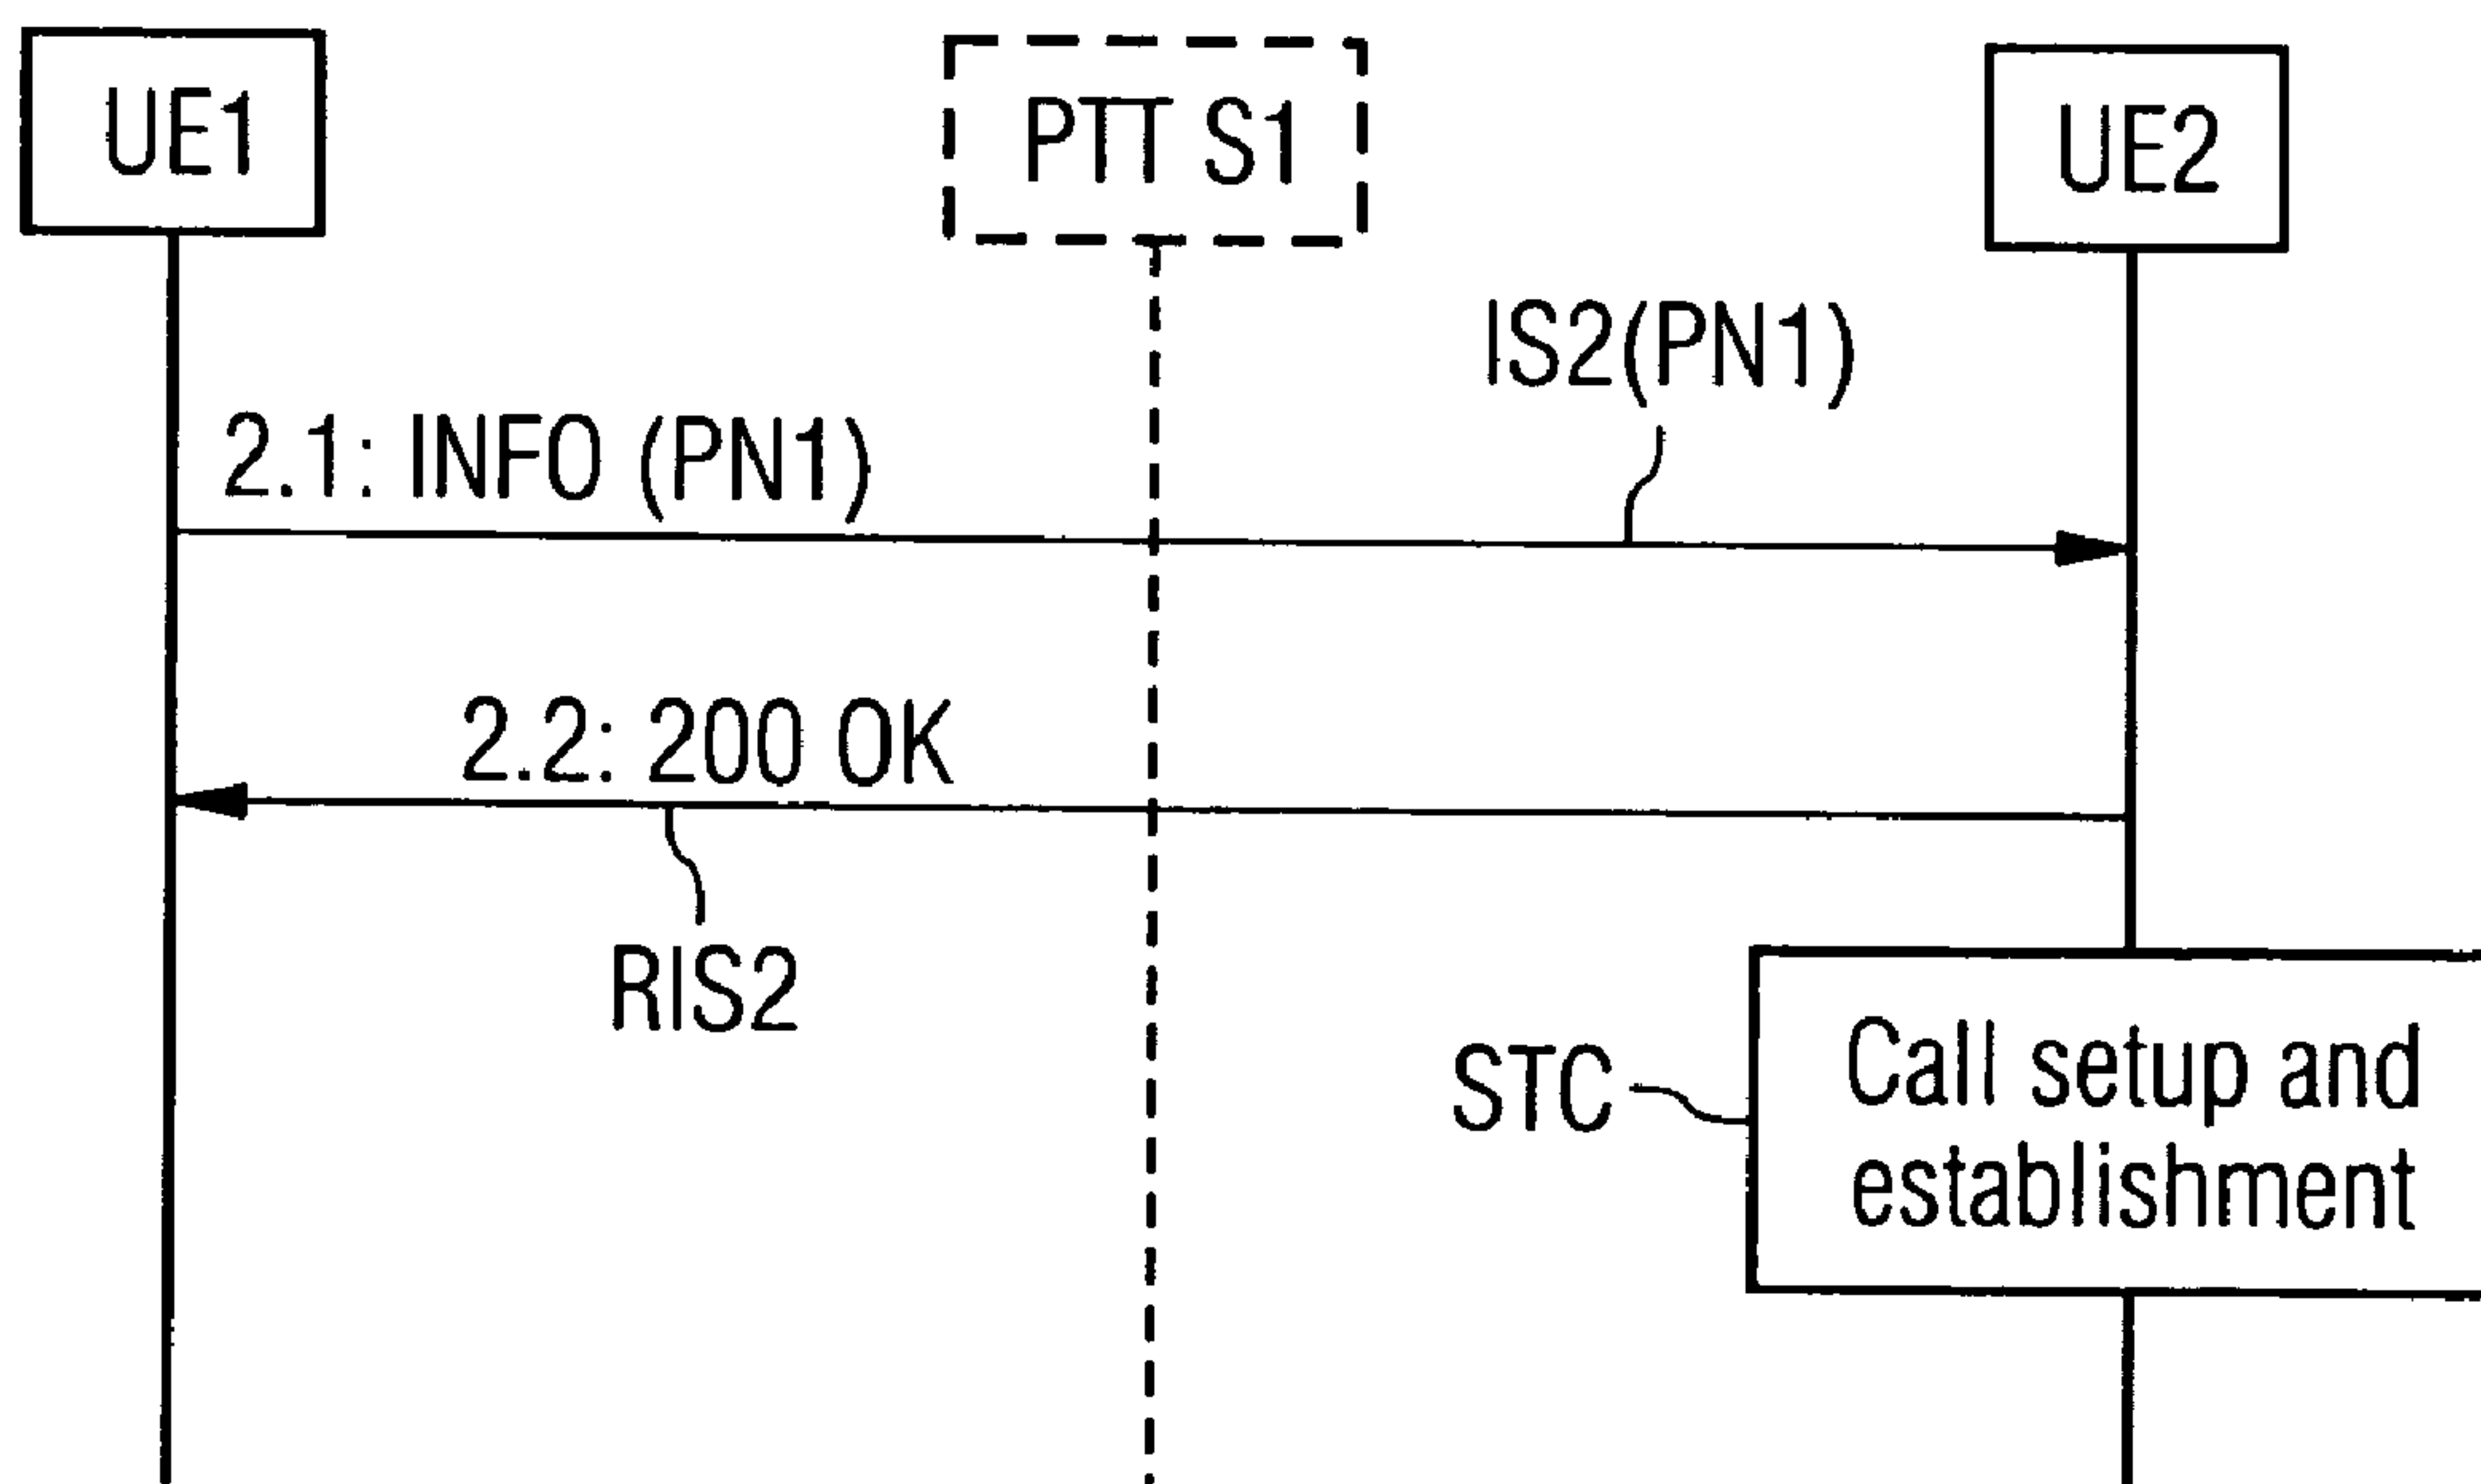 UE1
PTT S1
UE2
IS2(PN1)
2.1: INFO (PN1)
2.2: 200 OK
RIS2
STC
Call setup and
establishment